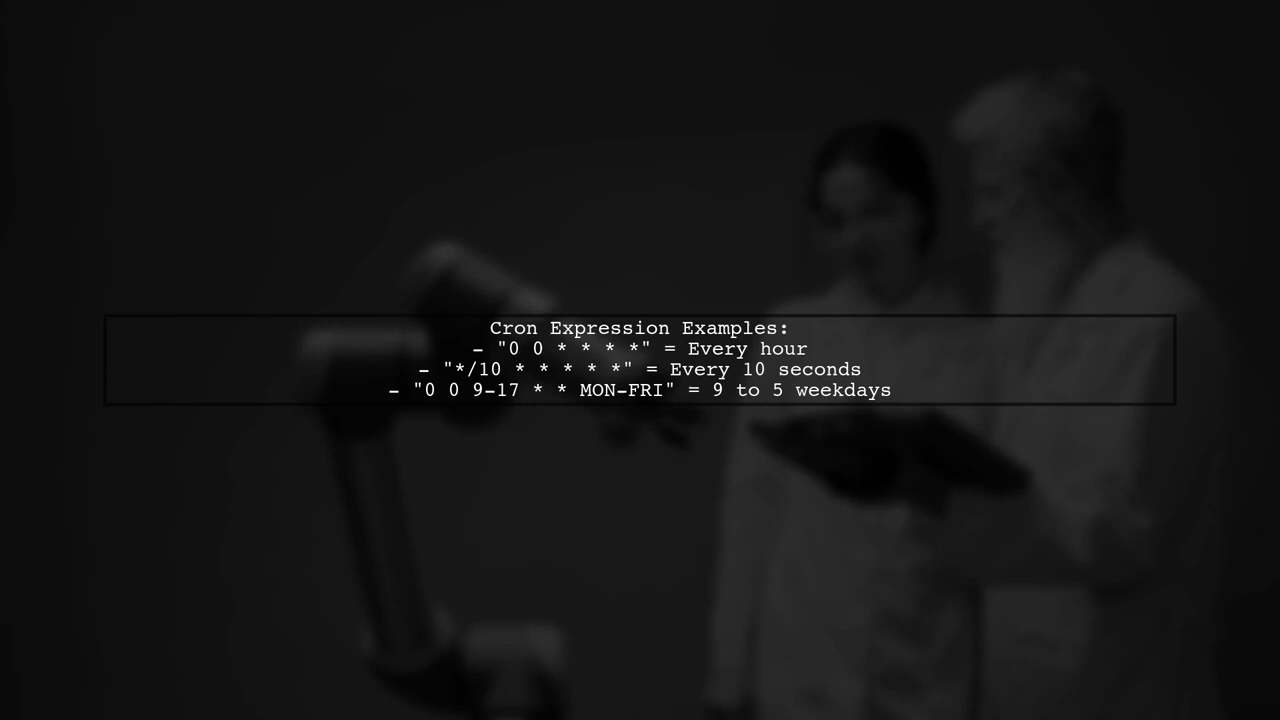 Cron Expression Examples:
- "0 0 * * * *" = Every hour
- "*/10 * * * * *" = Every 10 seconds
- "0 0 9-17 * * MON-FRI" = 9 to 5 weekdays